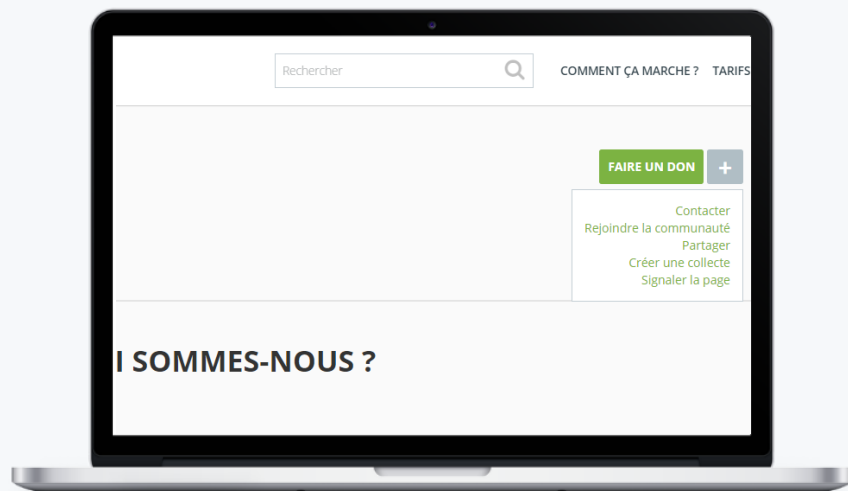 Rechercher
COMMENT ÇA MARCHE ? TARIFS
FAIRE UN DON +
Contacter
Rejoindre la communauté
Partager
Créer une collecte
Signaler la page
I SOMMES-NOUS ?